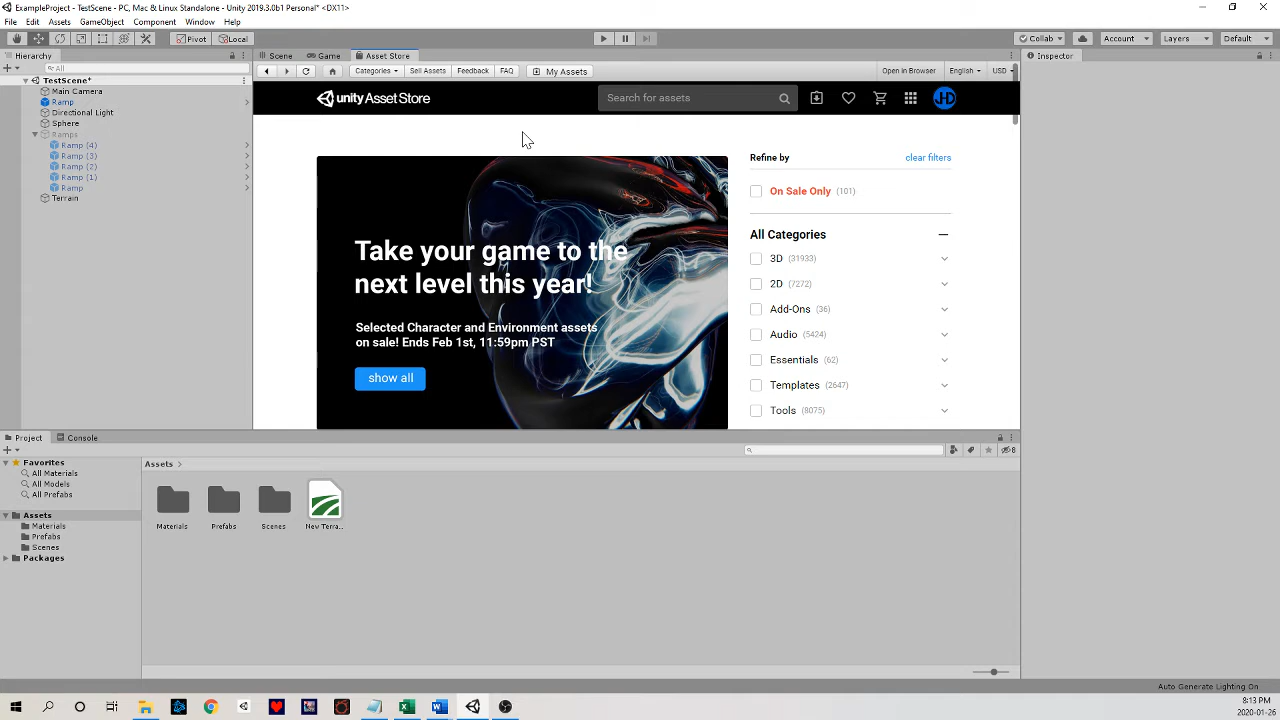 ExampleProject - TestScene - PC, Mac & Linux Standalone - Unity 2019.3.0b1 Personal* <DX11>
File Edit Assets GameObject Component Window Help
Pivot Local
Collab Account Layers Default
Hierarchy
All
TestScene*
Main Camera
Ramp
Directional Light
Sphere
Ramps
Ramp (4)
Ramp (3)
Ramp (2)
Ramp (1)
Ramp
Terrain
Scene Game Asset Store
Categories Sell Assets Feedback FAQ My Assets Open in Browser English USD
unity Asset Store Search for assets JHD
Take your game to the
next level this year!
Selected Character and Environment assets
on sale! Ends Feb 1st, 11:59pm PST
show all
Refine by clear filters
On Sale Only (101)
All Categories
3D (31933)
2D (7272)
Add-Ons (36)
Audio (5424)
Essentials (62)
Templates (2647)
Tools (8075)
Inspector
Project Console
Favorites
All Materials
All Models
All Prefabs
Assets
Materials
Prefabs
Scenes
Packages
Assets
Materials Prefabs Scenes New Terra...
8
Auto Generate Lighting On
8:13 PM
2020-01-26